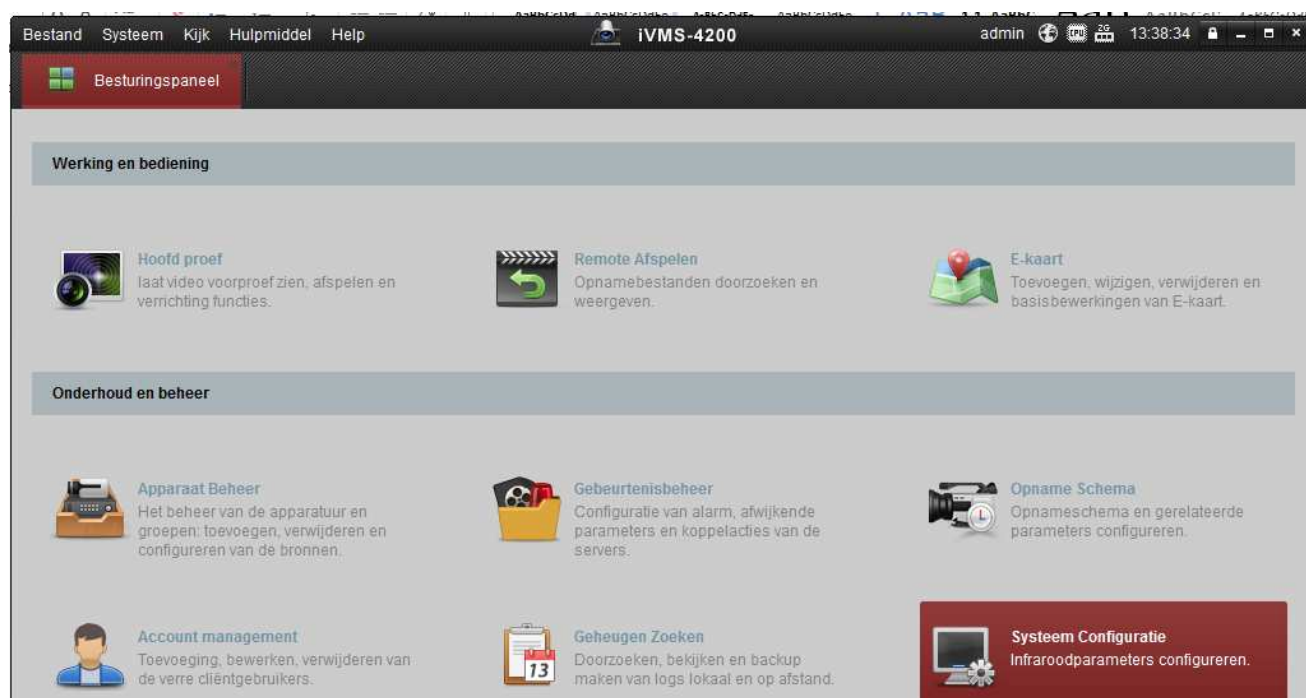 Bestand Systeem Kijk Hulpmiddel Help iVMS-4200 admin CPU 2G 13:38:34
Besturingspaneel
Werking en bediening
Hoofd proef
laat video voorproef zien, afspelen en
verrichting functies.
Remote Afspelen
Opnamebestanden doorzoeken en
weergeven.
E-kaart
Toevoegen, wijzigen, verwijderen en
basisbewerkingen van E-kaart.
Onderhoud en beheer
Apparaat Beheer
Het beheer van de apparatuur en
groepen: toevoegen, verwijderen en
configureren van de bronnen.
Gebeurtenisbeheer
Configuratie van alarm, afwijkende
parameters en koppelacties van de
servers.
Opname Schema
Opnameschema en gerelateerde
parameters configureren.
Account management
Toevoeging, bewerken, verwijderen van
de verre cliëntgebruikers.
13
Geheugen Zoeken
Doorzoeken, bekijken en backup
maken van logs lokaal en op afstand.
Systeem Configuratie
Infraroodparameters configureren.